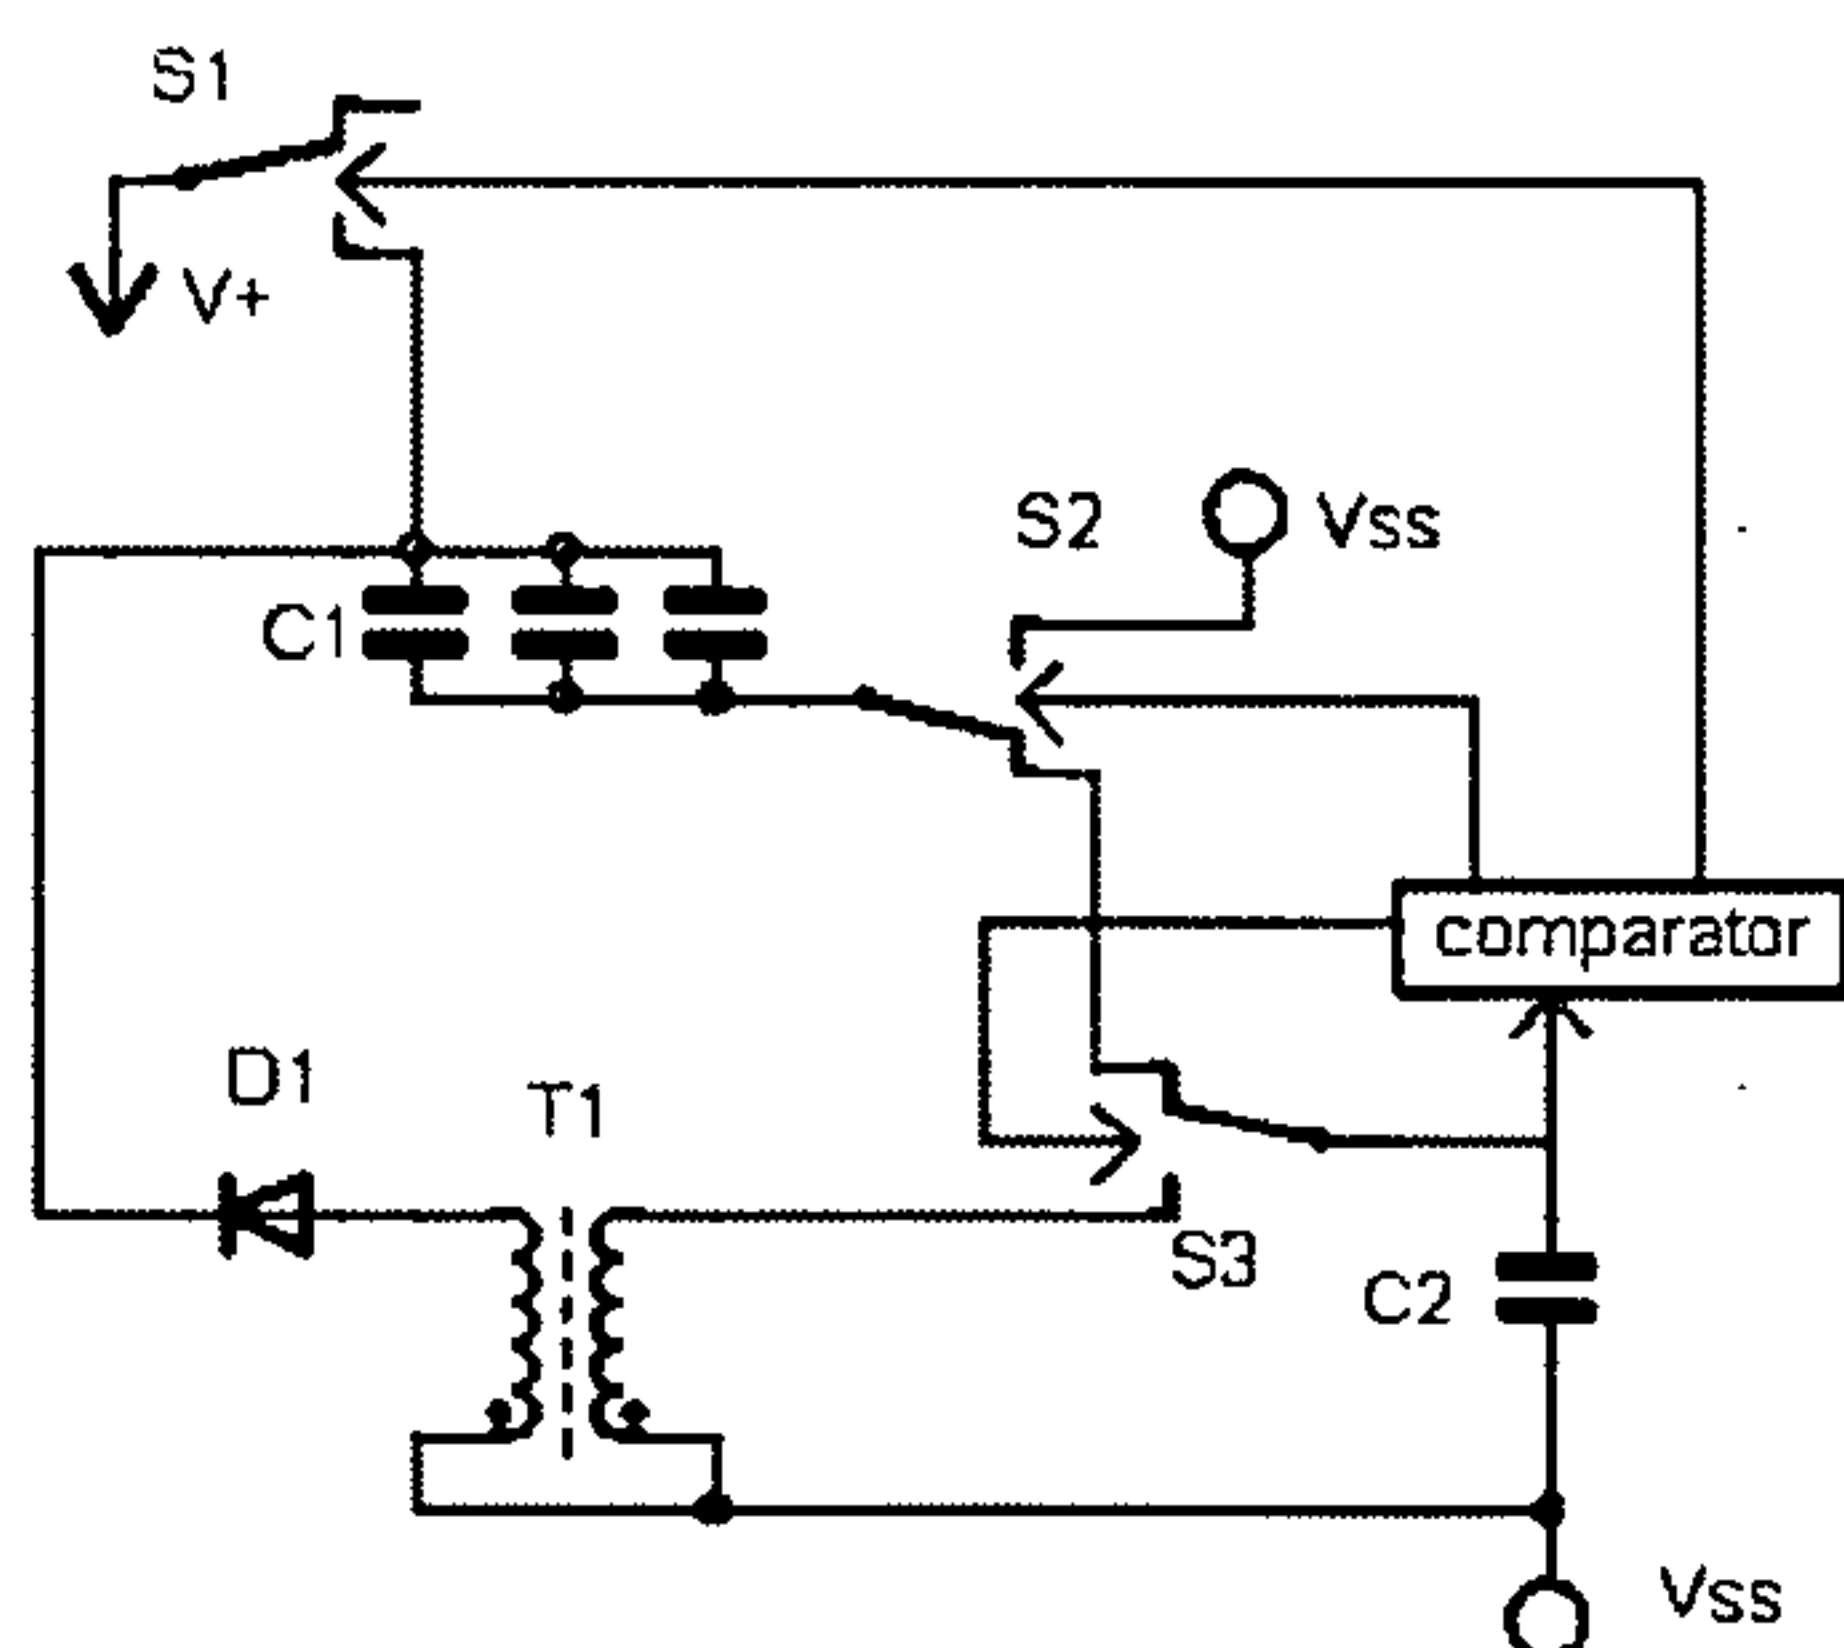 S1
V+
S2
Vss
C1
comparator
D1
T1
S3
C2
Vss